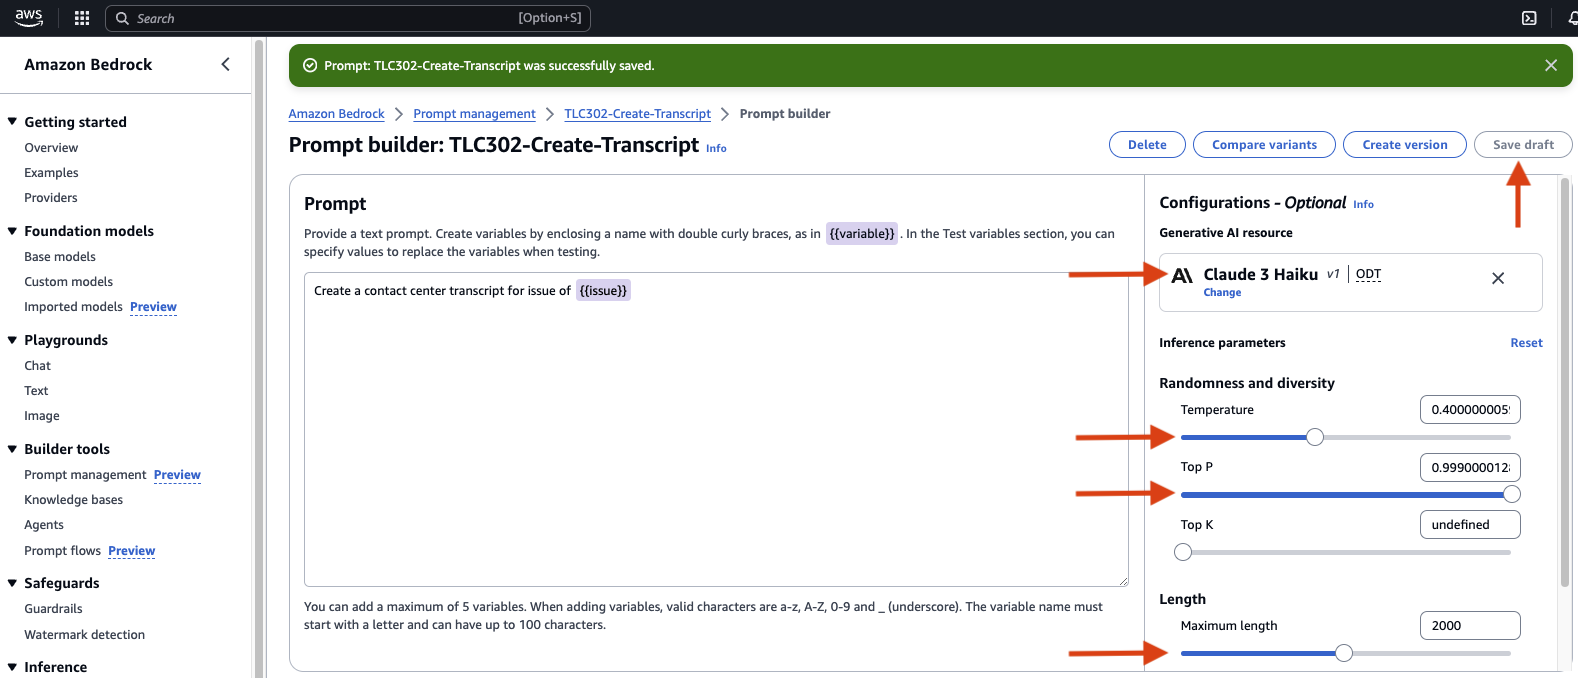 aws
Search
[Option+S]
Amazon Bedrock
Getting started
Overview
Examples
Providers
Foundation models
Base models
Custom models
Imported models Preview
Playgrounds
Chat
Text
Image
Builder tools
Prompt management Preview
Knowledge bases
Agents
Prompt flows Preview
Safeguards
Guardrails
Watermark detection
Inference
Prompt: TLC302-Create-Transcript was successfully saved.
Amazon Bedrock > Prompt management > TLC302-Create-Transcript > Prompt builder
Prompt builder: TLC302-Create-Transcript Info
Delete
Compare variants
Create version
Save draft
Prompt
Provide a text prompt. Create variables by enclosing a name with double curly braces, as in {{variable}} . In the Test variables section, you can
specify values to replace the variables when testing.
Create a contact center transcript for issue of {{issue}}
You can add a maximum of 5 variables. When adding variables, valid characters are a-z, A-Z, 0-9 and _ (underscore). The variable name must
start with a letter and can have up to 100 characters.
Configurations - Optional Info
Generative AI resource
Claude 3 Haiku v1 | ODT
Change
Inference parameters
Reset
Randomness and diversity
Temperature
0.400000005
Top P
0.999000012
Top K
undefined
Length
Maximum length
2000